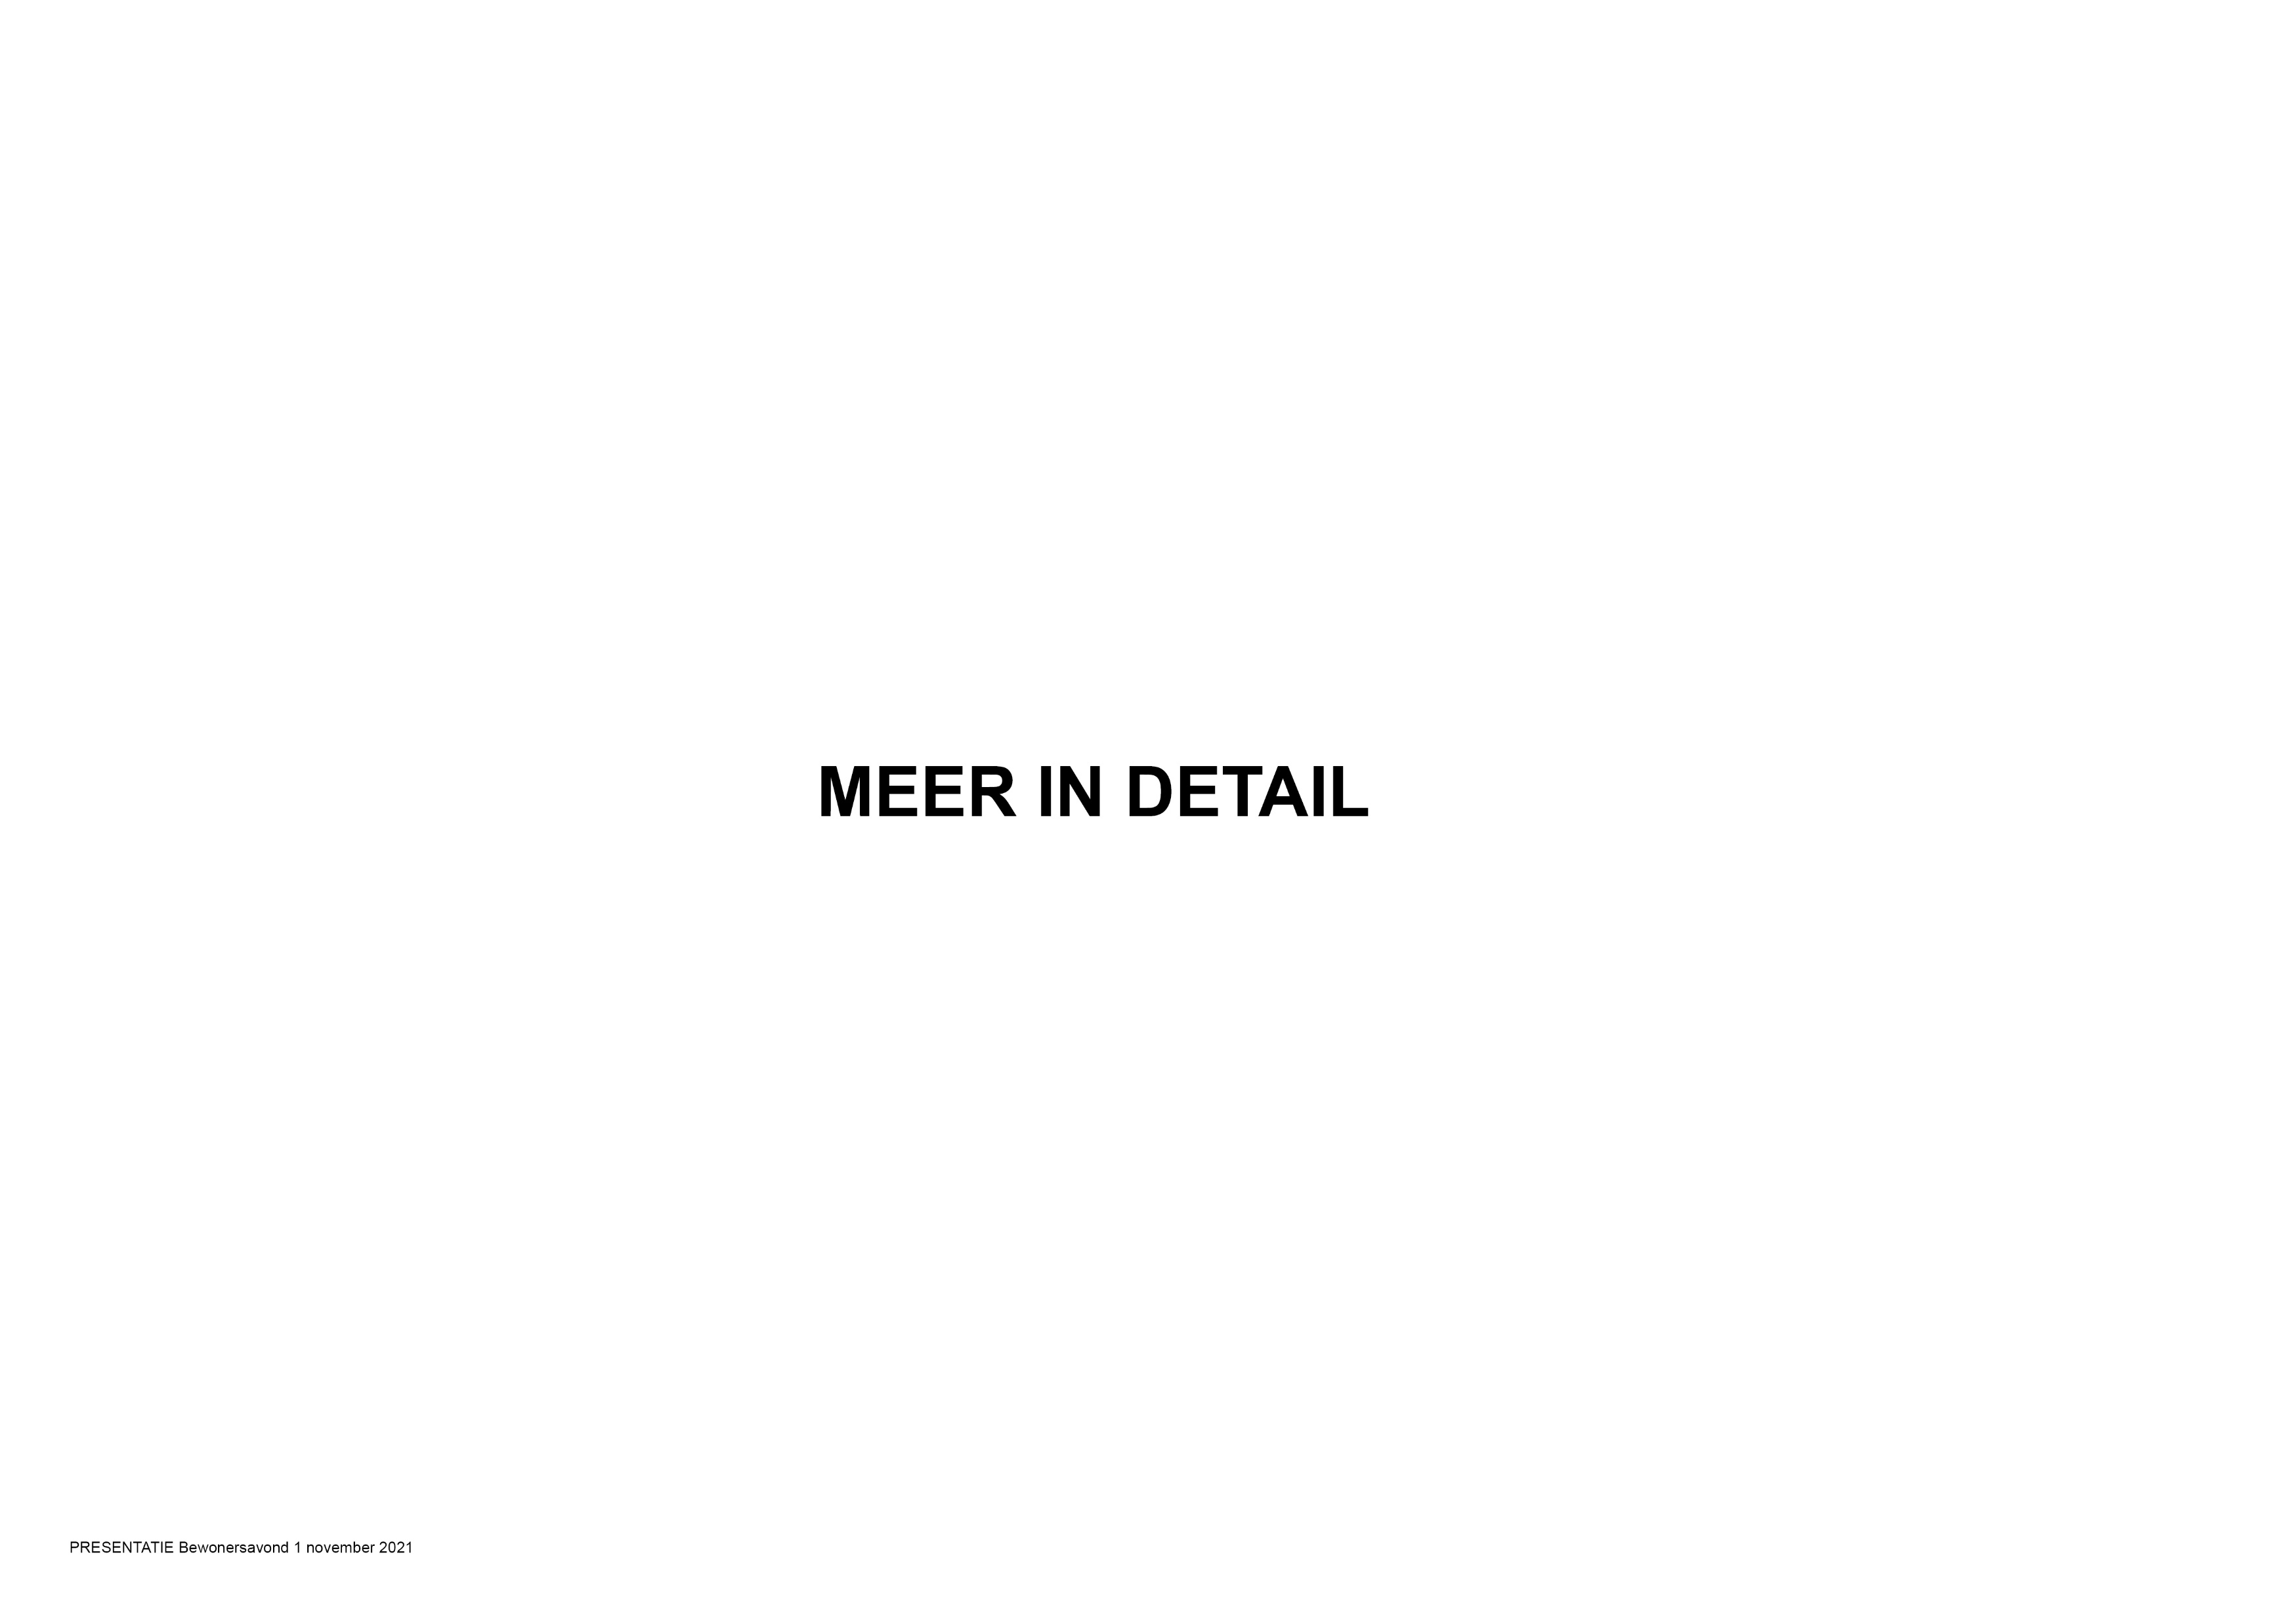 MEER IN DETAIL
PRESENTATIE Bewonersavond 1 november 2021